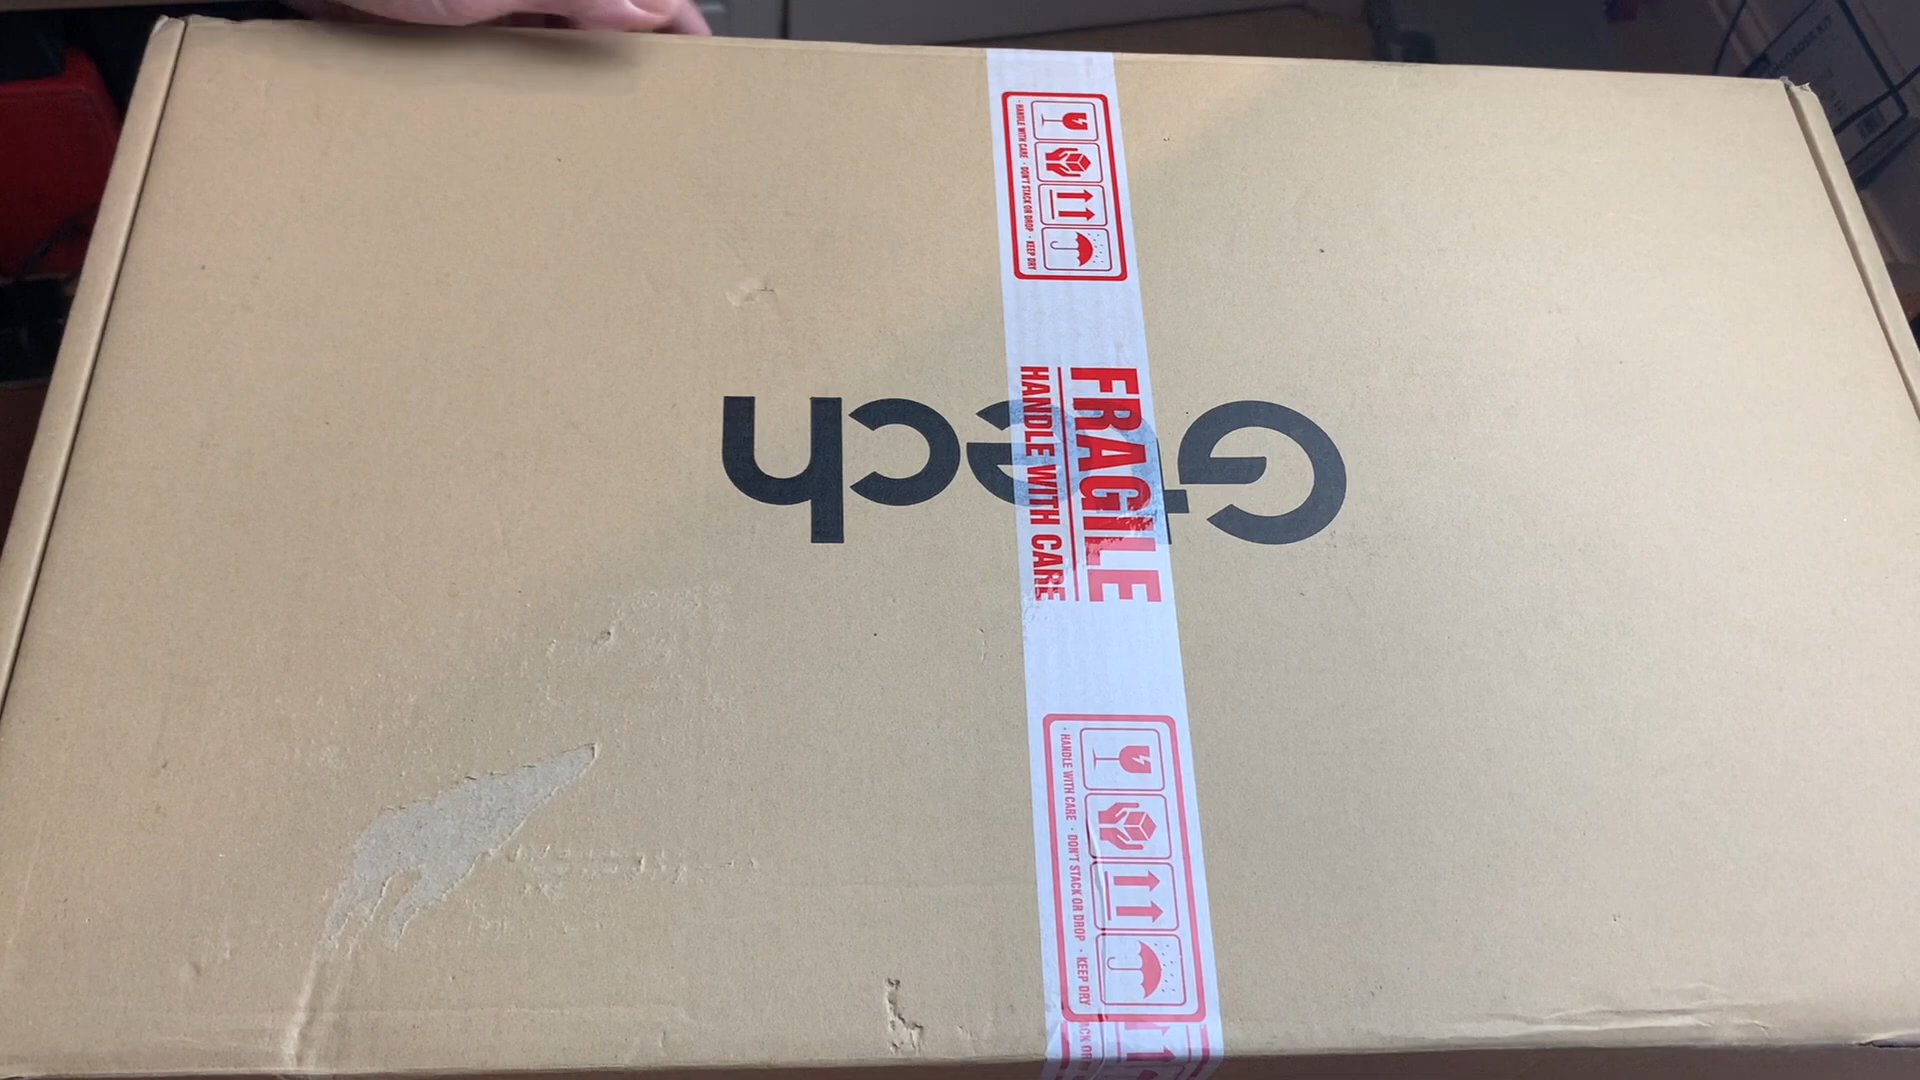 HANDLE WITH CARE · DON'T STACK OR DROP · KEEP DRY
Gtech
FRAGILE
HANDLE WITH CARE
· HANDLE WITH CARE · DON'T STACK OR DROP · KEEP DRY